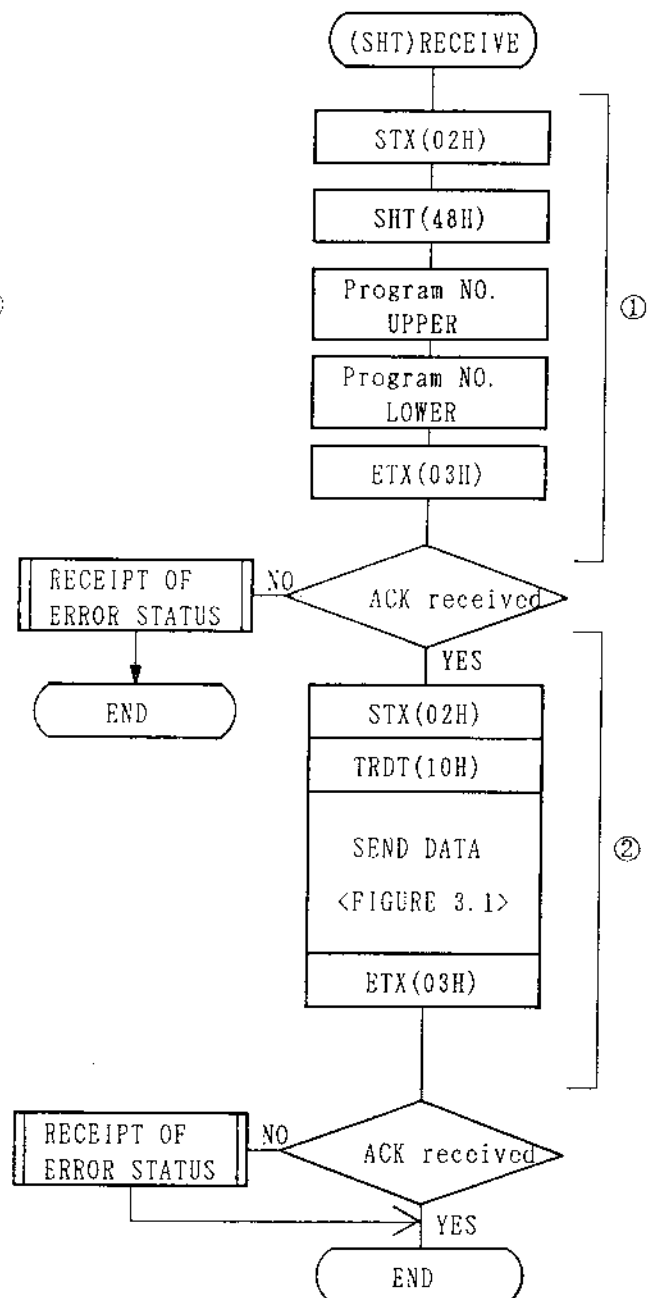 (SHT)RECEIVE
STX(02H)
SHT(48H)
Program NO.
UPPER
①
Program NO.
LOWER
ETX(03H)
RECEIPT OF
ERROR STATUS
NO
ACK received
YES
END
STX(02H)
TRDT(10H)
SEND DATA
②
<FIGURE 3.1>
ETX(03H)
RECEIPT OF
ERROR STATUS
NO
ACK received
YES
END